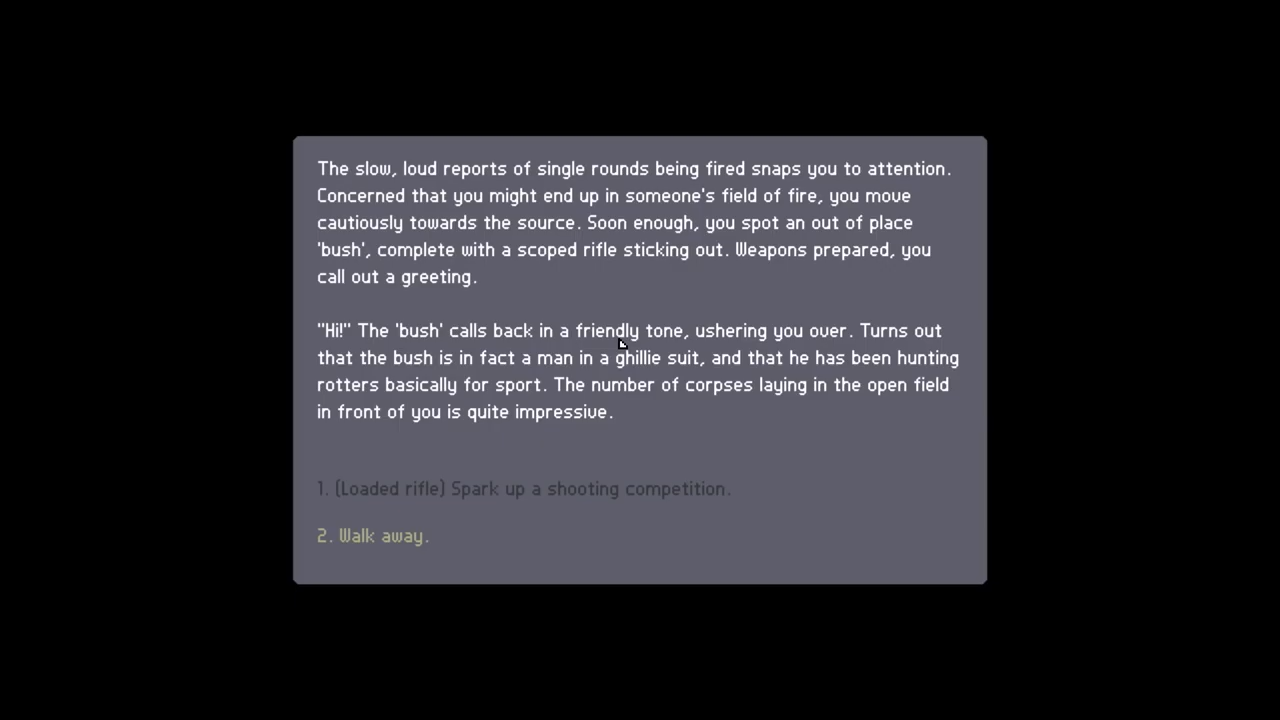 The slow, loud reports of single rounds being fired snaps you to attention.
Concerned that you might end up in someone's field of fire, you move
cautiously towards the source. Soon enough, you spot an out of place
'bush', complete with a scoped rifle sticking out. Weapons prepared, you
call out a greeting.
"Hi!" The 'bush' calls back in a friendly tone, ushering you over. Turns out
that the bush is in fact a man in a ghillie suit, and that he has been hunting
rotters basically for sport. The number of corpses laying in the open field
in front of you is quite impressive.
1. (Loaded rifle) Spark up a shooting competition.
2. Walk away.